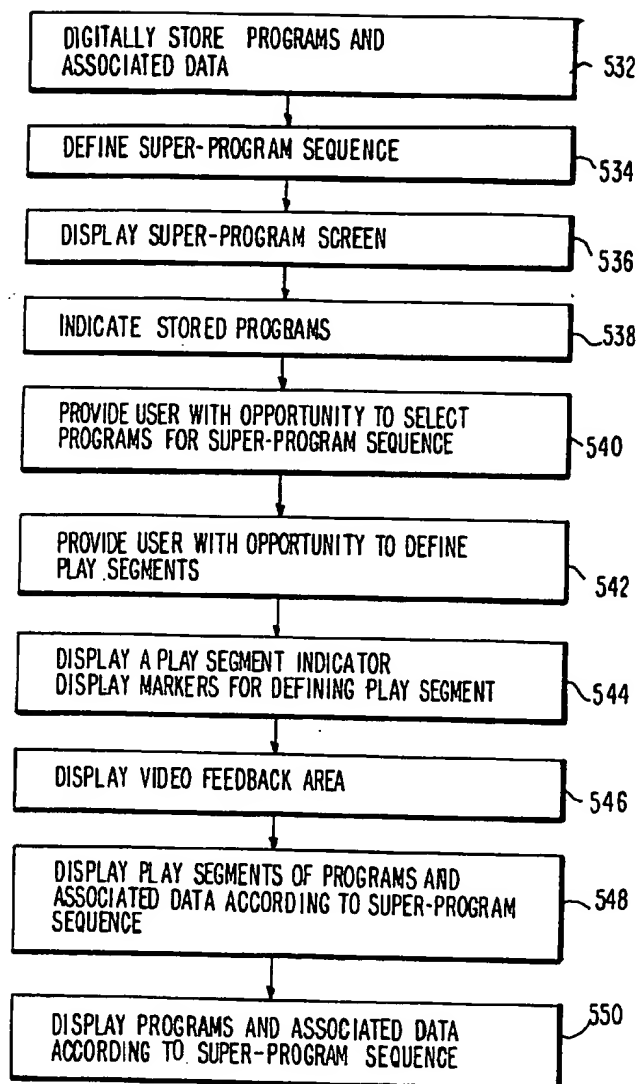 DIGITALLY STORE PROGRAMS AND
ASSOCIATED DATA
532
DEFINE SUPER-PROGRAM SEQUENCE
534
DISPLAY SUPER-PROGRAM SCREEN
536
INDICATE STORED PROGRAMS
538
PROVIDE USER WITH OPPORTUNITY TO SELECT
PROGRAMS FOR SUPER-PROGRAM SEQUENCE
540
PROVIDE USER WITH OPPORTUNITY TO DEFINE
PLAY SEGMENTS
542
DISPLAY A PLAY SEGMENT INDICATOR
DISPLAY MARKERS FOR DEFINING PLAY SEGMENT
544
DISPLAY VIDEO FEEDBACK AREA
546
DISPLAY PLAY SEGMENTS OF PROGRAMS AND
ASSOCIATED DATA ACCORDING TO SUPER-PROGRAM
SEQUENCE
548
DISPLAY PROGRAMS AND ASSOCIATED DATA
ACCORDING TO SUPER-PROGRAM SEQUENCE
550